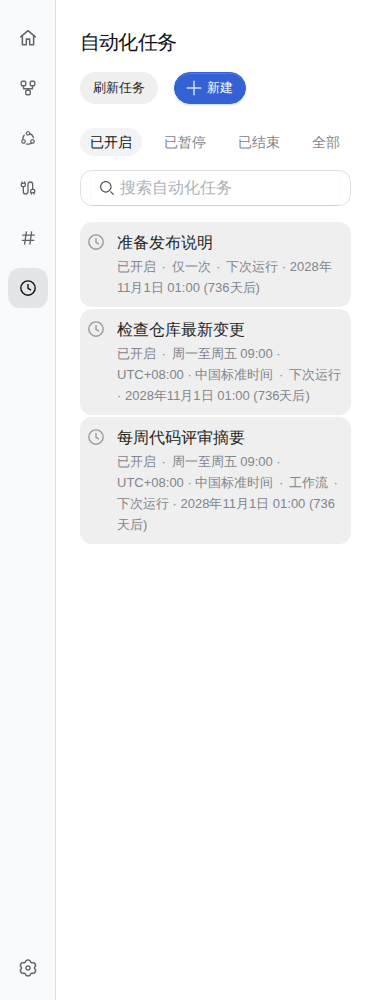 自动化任务
刷新任务
新建
已开启 已暂停 已结束 全部
搜索自动化任务
准备发布说明
已开启 · 仅一次 · 下次运行 · 2028年
11月1日 01:00 (736天后)
检查仓库最新变更
已开启 · 周一至周五 09:00 ·
UTC+08:00 · 中国标准时间 · 下次运行
· 2028年11月1日 01:00 (736天后)
每周代码评审摘要
已开启 · 周一至周五 09:00 ·
UTC+08:00 · 中国标准时间 · 工作流 ·
下次运行 · 2028年11月1日 01:00 (736
天后)